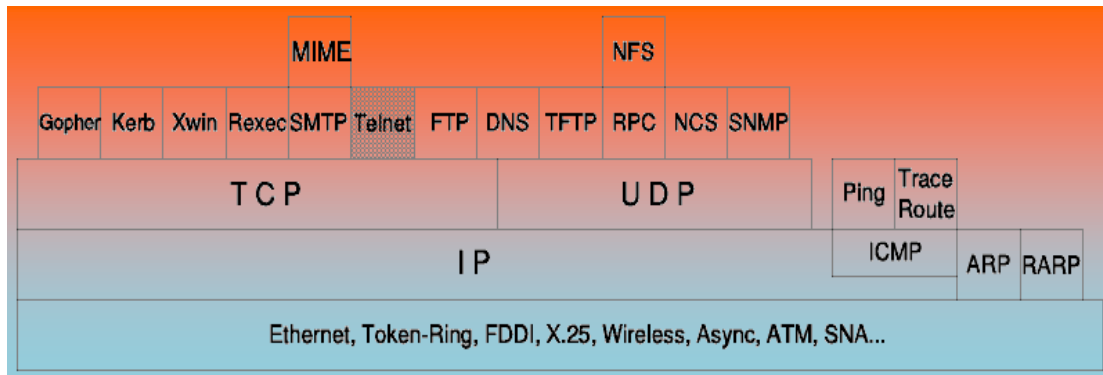 MIME NFS
Gopher Kerb Xwin Rexec SMTP Telnet FTP DNS TFTP RPC NCS SNMP
TCP UDP Ping Trace
Route
IP ICMP ARP RARP
Ethernet, Token-Ring, FDDI, X.25, Wireless, Async, ATM, SNA...